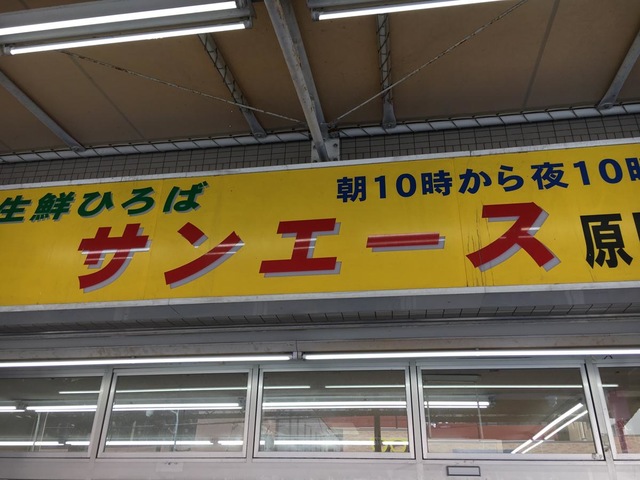 生鮮ひろば
朝10時から夜10時
サンエース
原